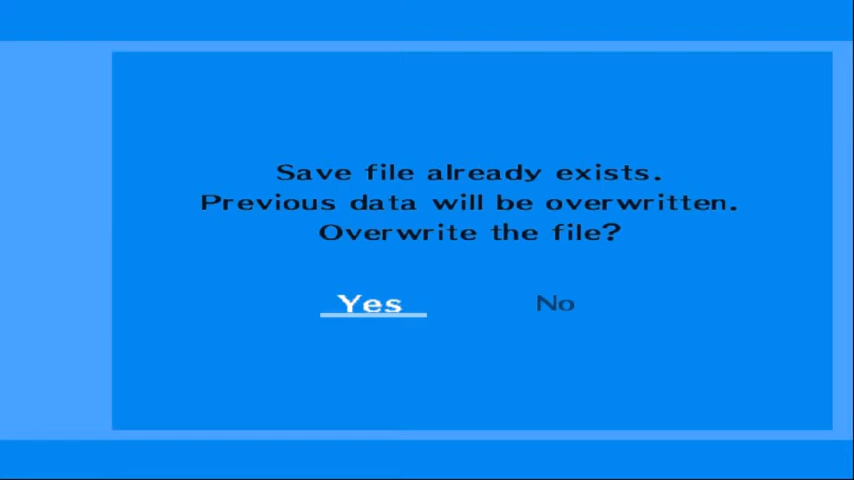 Save file already exists.
Previous data will be overwritten.
Overwrite the file?
Yes No